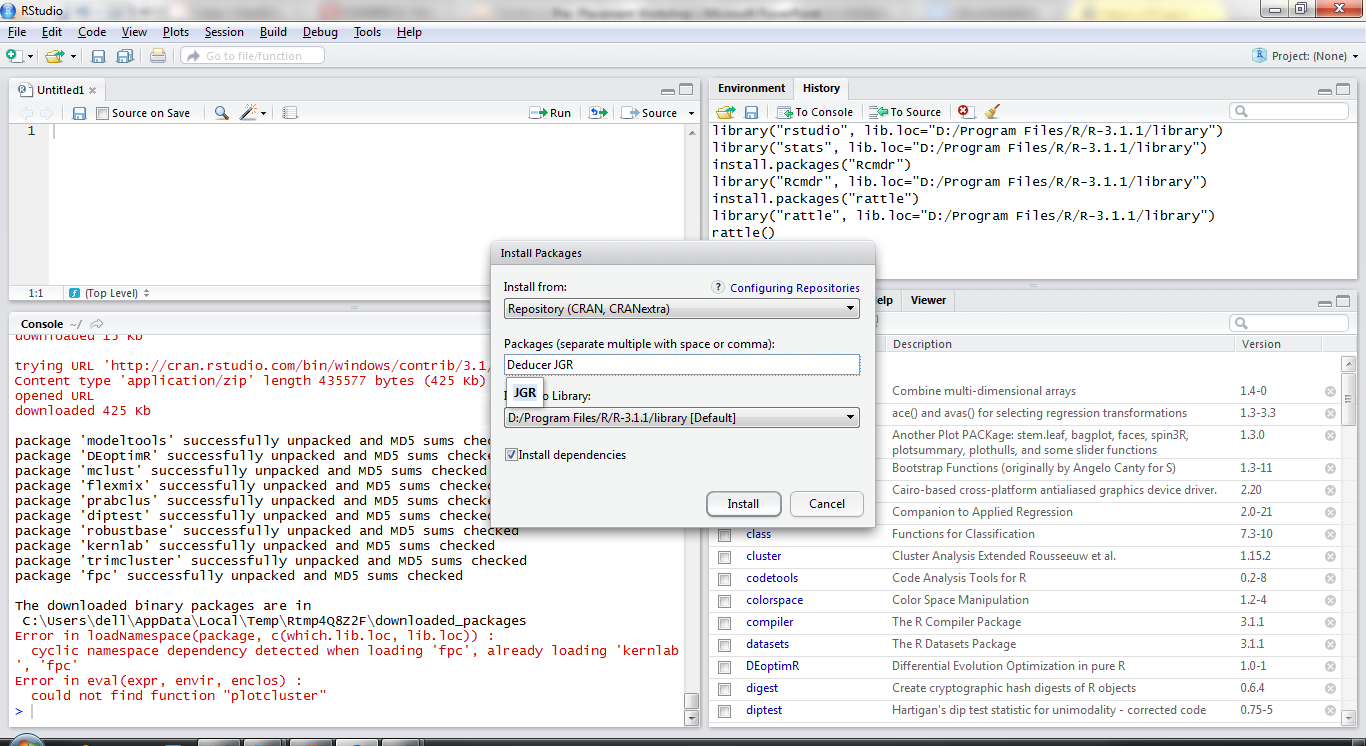 RStudio
File Edit Code View Plots Session Build Debug Tools Help
Go to file/function
Project: (None)
Untitled1
Source on Save
Run
Source
1
1:1
(Top Level)
Console ~/
downloaded 15 Kb
trying URL 'http://cran.rstudio.com/bin/windows/contrib/3.1/
Content type 'application/zip' length 435577 bytes (425 Kb)
opened URL
downloaded 425 Kb
package 'modeltools' successfully unpacked and MD5 sums checked
package 'DEoptimR' successfully unpacked and MD5 sums checked
package 'mclust' successfully unpacked and MD5 sums checked
package 'flexmix' successfully unpacked and MD5 sums checked
package 'prabclus' successfully unpacked and MD5 sums checked
package 'diptest' successfully unpacked and MD5 sums checked
package 'robustbase' successfully unpacked and MD5 sums checked
package 'kernlab' successfully unpacked and MD5 sums checked
package 'trimcluster' successfully unpacked and MD5 sums checked
package 'fpc' successfully unpacked and MD5 sums checked
The downloaded binary packages are in
C:\Users\dell\AppData\Local\Temp\Rtmp4Q8Z2F\downloaded_packages
Error in loadNamespace(package, c(which.lib.loc, lib.loc)) :
cyclic namespace dependency detected when loading 'fpc', already loading 'kernlab
', 'fpc'
Error in eval(expr, envir, enclos) :
could not find function "plotcluster"
>
Environment History
To Console To Source
library("rstudio", lib.loc="D:/Program Files/R/R-3.1.1/library")
library("stats", lib.loc="D:/Program Files/R/R-3.1.1/library")
install.packages("Rcmdr")
library("Rcmdr", lib.loc="D:/Program Files/R/R-3.1.1/library")
install.packages("rattle")
library("rattle", lib.loc="D:/Program Files/R/R-3.1.1/library")
rattle()
Install Packages
Install from:
? Configuring Repositories
Repository (CRAN, CRANextra)
Packages (separate multiple with space or comma):
Deducer JGR
JGR
o Library:
D:/Program Files/R/R-3.1.1/library [Default]
Install dependencies
Install Cancel
elp Viewer
Description Version
Combine multi-dimensional arrays 1.4-0
ace() and avas() for selecting regression transformations 1.3-3.3
Another Plot PACKage: stem.leaf, bagplot, faces, spin3R, 1.3.0
plotsummary, plothulls, and some slider functions
Bootstrap Functions (originally by Angelo Canty for S) 1.3-11
Cairo-based cross-platform antialiased graphics device driver. 2.20
Companion to Applied Regression 2.0-21
class Functions for Classification 7.3-10
cluster Cluster Analysis Extended Rousseeuw et al. 1.15.2
codetools Code Analysis Tools for R 0.2-8
colorspace Color Space Manipulation 1.2-4
compiler The R Compiler Package 3.1.1
datasets The R Datasets Package 3.1.1
DEoptimR Differential Evolution Optimization in pure R 1.0-1
digest Create cryptographic hash digests of R objects 0.6.4
diptest Hartigan's dip test statistic for unimodality - corrected code 0.75-5